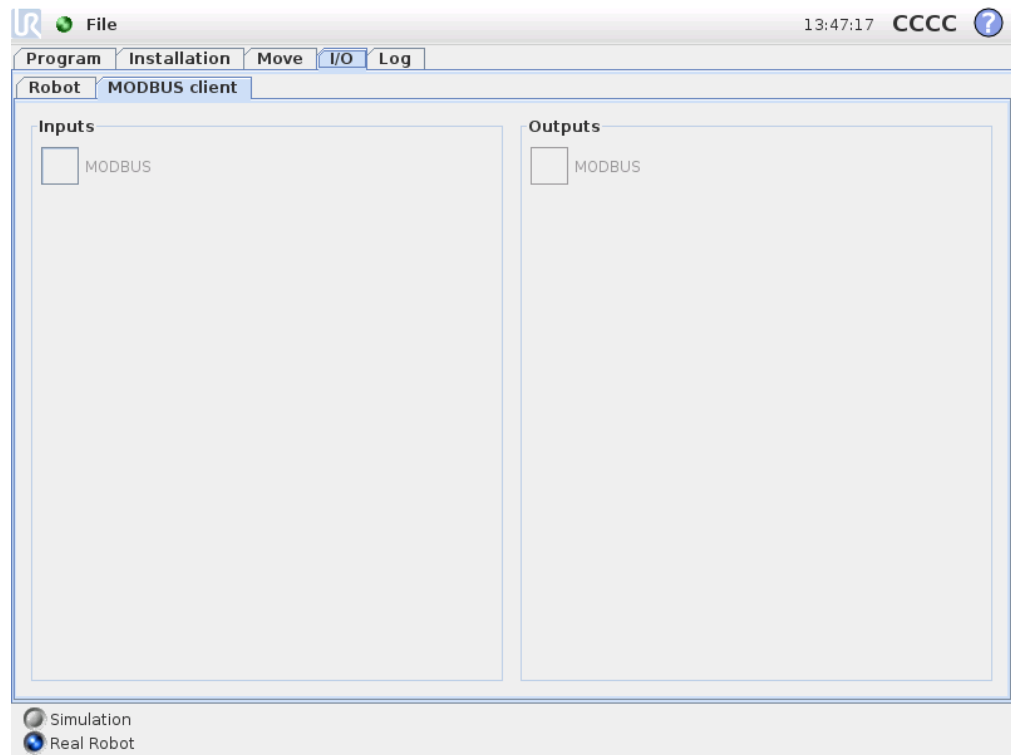 UR File 13:47:17 CCCC ?
Program Installation Move I/O Log
Robot MODBUS client
Inputs
MODBUS
Outputs
MODBUS
Simulation
Real Robot